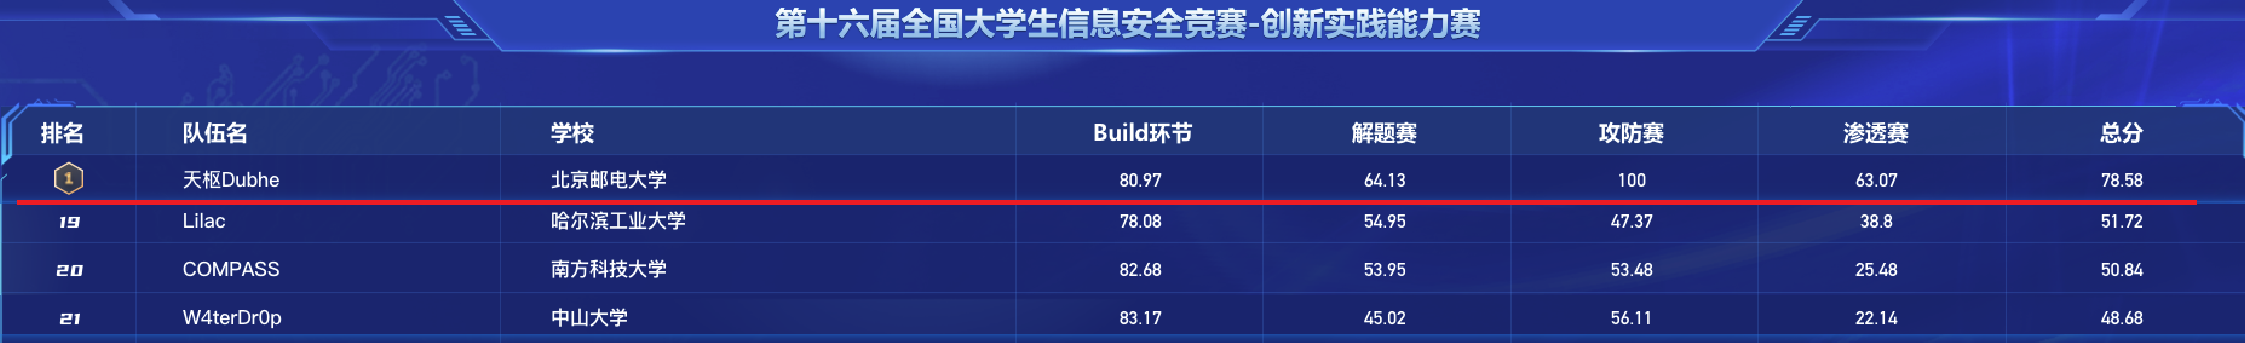 第十六届全国大学生信息安全竞赛-创新实践能力赛
排名 队伍名 学校 Build环节 解题赛 攻防赛 渗透赛 总分
1 天枢Dubhe 北京邮电大学 80.97 64.13 100 63.07 78.58
19 Lilac 哈尔滨工业大学 78.08 54.95 47.37 38.8 51.72
20 COMPASS 南方科技大学 82.68 53.95 53.48 25.48 50.84
21 W4terDr0p 中山大学 83.17 45.02 56.11 22.14 48.68